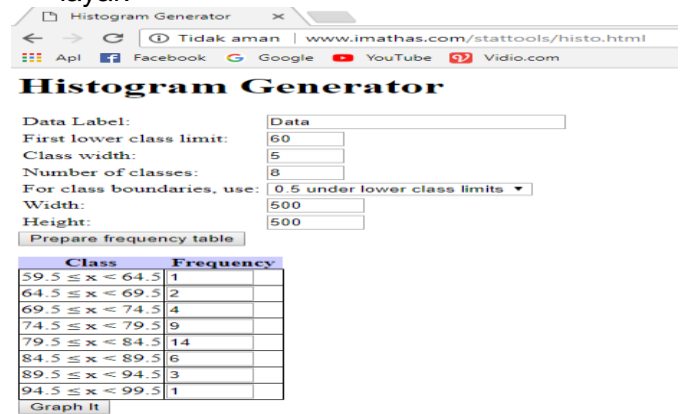 Histogram Generator
Tidak aman | www.imathas.com/stattools/histo.html
Apl Facebook Google YouTube Vidio.com
Histogram Generator
Data Label: Data
First lower class limit: 60
Class width: 5
Number of classes: 8
For class boundaries, use: 0.5 under lower class limits
Width: 500
Height: 500
Prepare frequency table
Class Frequency
59.5 ≤ x < 64.5 1
64.5 ≤ x < 69.5 2
69.5 ≤ x < 74.5 4
74.5 ≤ x < 79.5 9
79.5 ≤ x < 84.5 14
84.5 ≤ x < 89.5 6
89.5 ≤ x < 94.5 3
94.5 ≤ x < 99.5 1
Graph It